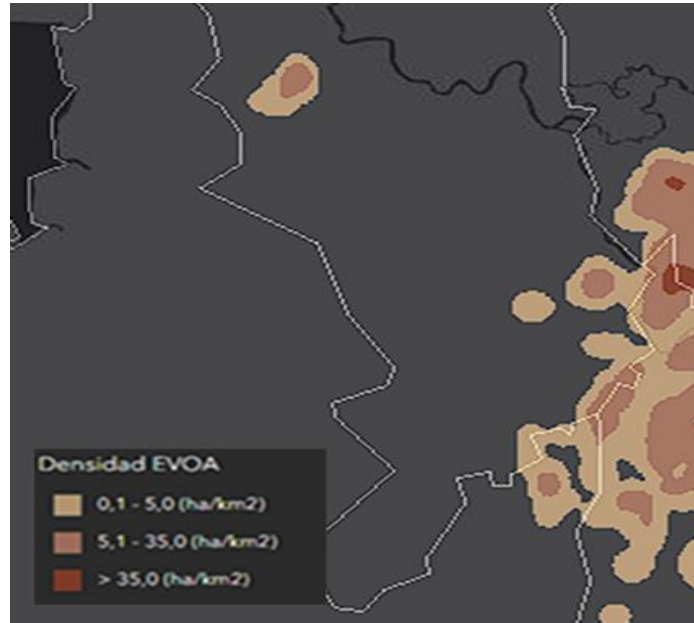 Densidad EVOA
0,1 - 5,0 (ha/km2)
5,1 - 35,0 (ha/km2)
> 35,0 (ha/km2)